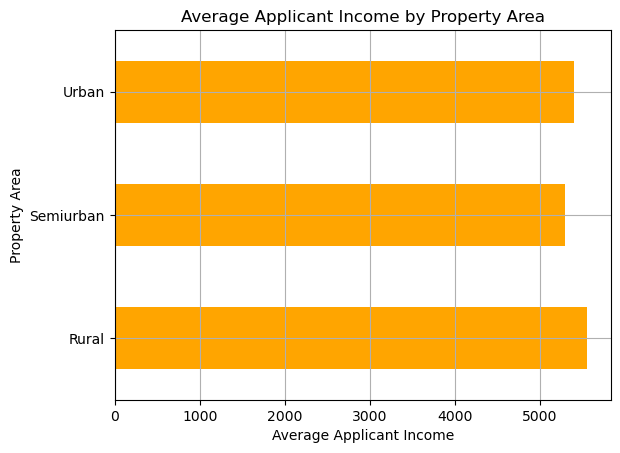 Average Applicant Income by Property Area
Property Area
Urban
Semiurban
Rural
0 1000 2000 3000 4000 5000
Average Applicant Income